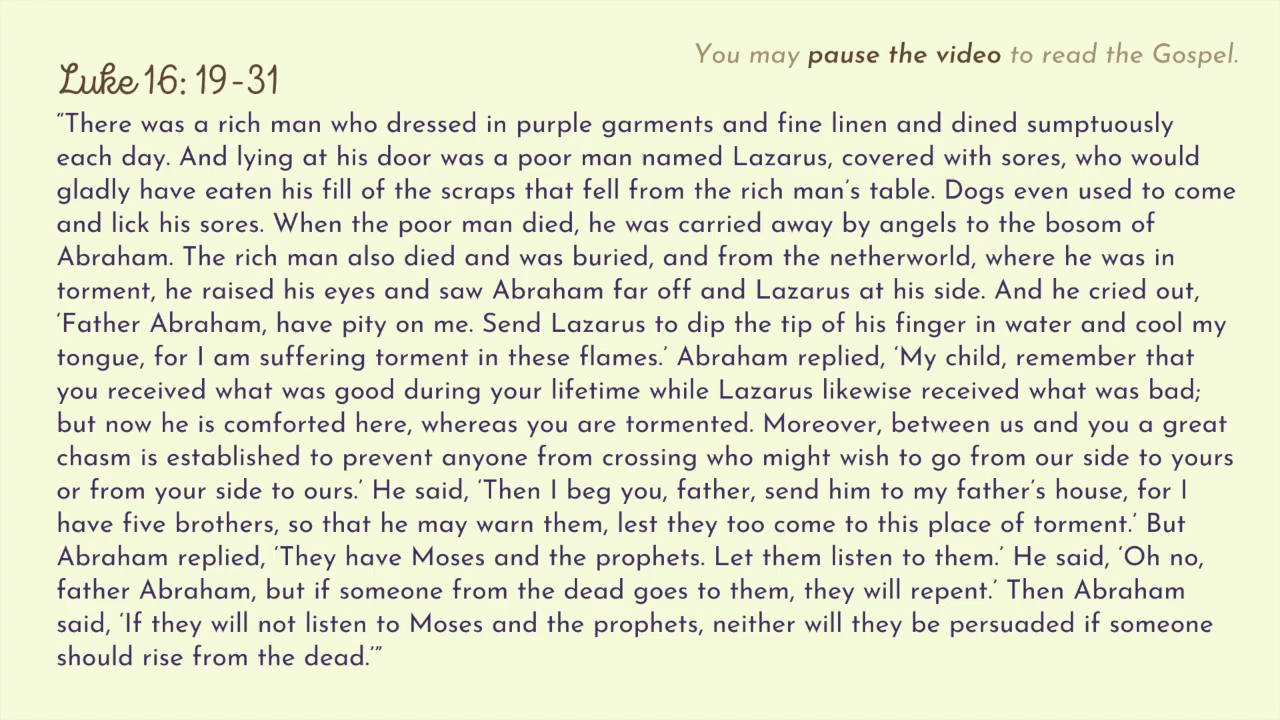 You may pause the video to read the Gospel.
Luke 16: 19-31
“There was a rich man who dressed in purple garments and fine linen and dined sumptuously
each day. And lying at his door was a poor man named Lazarus, covered with sores, who would
gladly have eaten his fill of the scraps that fell from the rich man’s table. Dogs even used to come
and lick his sores. When the poor man died, he was carried away by angels to the bosom of
Abraham. The rich man also died and was buried, and from the netherworld, where he was in
torment, he raised his eyes and saw Abraham far off and Lazarus at his side. And he cried out,
‘Father Abraham, have pity on me. Send Lazarus to dip the tip of his finger in water and cool my
tongue, for I am suffering torment in these flames.’ Abraham replied, ‘My child, remember that
you received what was good during your lifetime while Lazarus likewise received what was bad;
but now he is comforted here, whereas you are tormented. Moreover, between us and you a great
chasm is established to prevent anyone from crossing who might wish to go from our side to yours
or from your side to ours.’ He said, ‘Then I beg you, father, send him to my father’s house, for I
have five brothers, so that he may warn them, lest they too come to this place of torment.’ But
Abraham replied, ‘They have Moses and the prophets. Let them listen to them.’ He said, ‘Oh no,
father Abraham, but if someone from the dead goes to them, they will repent.’ Then Abraham
said, ‘If they will not listen to Moses and the prophets, neither will they be persuaded if someone
should rise from the dead.’”